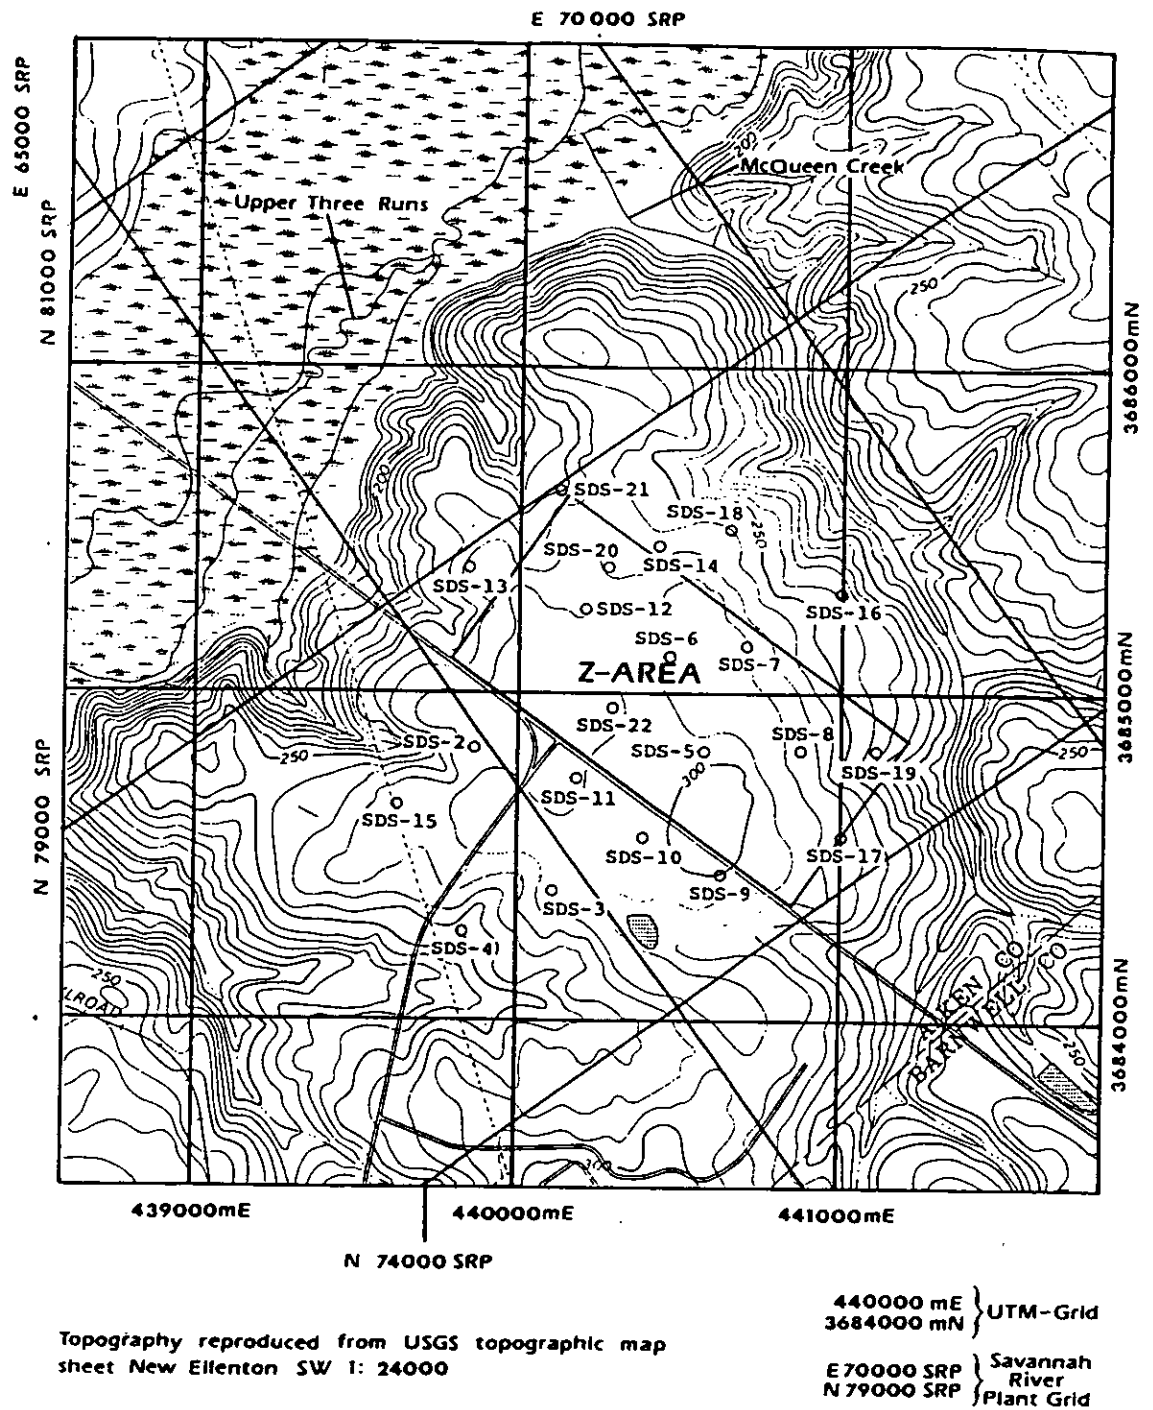 E 70000 SRP
E 65000 SRP
N 81000 SRP
200
McQueen Creek
Upper Three Runs
250
3686000mN
200
SDS-21
SDS-18
250
SDS-20
SDS-14
SDS-13
SDS-12
SDS-16
SDS-6
SDS-7
Z-AREA
3685000mN
SDS-22
SDS-2
SDS-8
250
SDS-5
250
N 79000 SRP
300
SDS-19
SDS-11
SDS-15
SDS-10
SDS-17
SDS-9
SDS-3
SDS-4
250
CO
CO
BARNWELL
3684000mN
250
439000mE
440000mE
441000mE
N 74000 SRP
440000 mE
3684000 mN
UTM-Grid
Topography reproduced from USGS topographic map
sheet New Ellenton SW 1: 24000
E 70000 SRP
N 79000 SRP
Savannah
River
Plant Grid